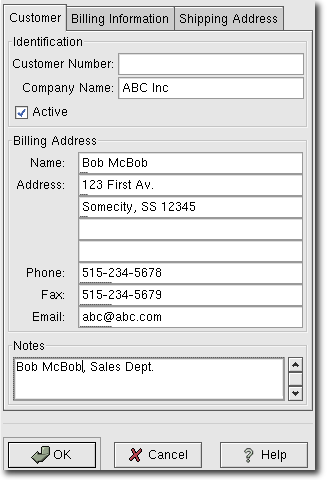 Customer Billing Information Shipping Address
Identification
Customer Number:
Company Name: ABC Inc
Active
Billing Address
Name: Bob McBob
Address: 123 First Av.
Somecity, SS 12345
Phone: 515-234-5678
Fax: 515-234-5679
Email: abc@abc.com
Notes
Bob McBob, Sales Dept.
OK Cancel Help